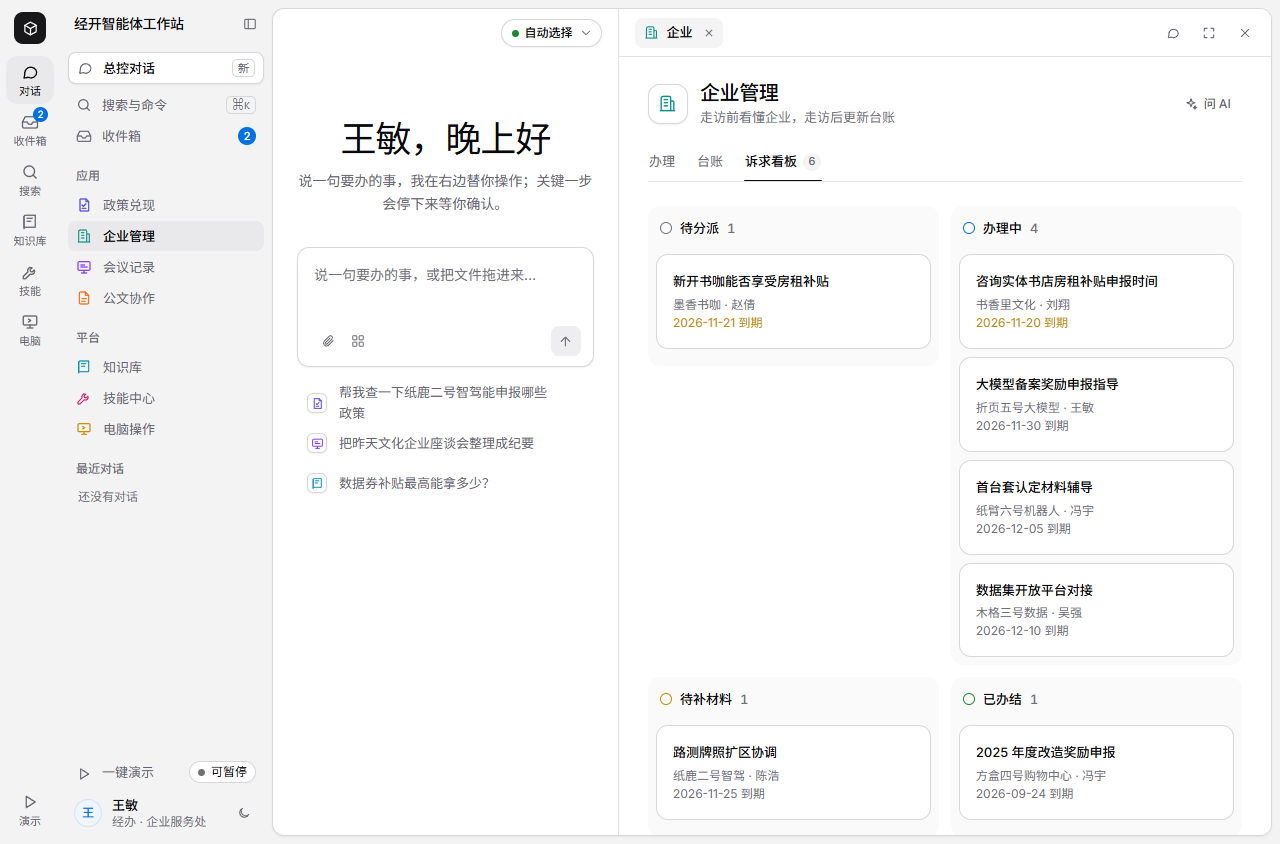 对话
2
收件箱
搜索
知识库
技能
电脑
演示
经开智能体工作站
总控对话 新
搜索与命令 ⌘K
收件箱 2
应用
政策兑现
企业管理
会议记录
公文协作
平台
知识库
技能中心
电脑操作
最近对话
还没有对话
一键演示 可暂停
王 王敏
经办 · 企业服务处
自动选择
王敏，晚上好
说一句要办的事，我在右边替你操作；关键一步
会停下来等你确认。
说一句要办的事，或把文件拖进来...
帮我查一下纸鹿二号智驾能申报哪些
政策
把昨天文化企业座谈会整理成纪要
数据券补贴最高能拿多少？
企业
企业管理
走访前看懂企业，走访后更新台账
问 AI
办理 台账 诉求看板 6
待分派 1
新开书咖能否享受房租补贴
墨香书咖 · 赵倩
2026-11-21 到期
办理中 4
咨询实体书店房租补贴申报时间
书香里文化 · 刘翔
2026-11-20 到期
大模型备案奖励申报指导
折页五号大模型 · 王敏
2026-11-30 到期
首台套认定材料辅导
纸臂六号机器人 · 冯宇
2026-12-05 到期
数据集开放平台对接
木格三号数据 · 吴强
2026-12-10 到期
待补材料 1
路测牌照扩区协调
纸鹿二号智驾 · 陈浩
2026-11-25 到期
已办结 1
2025 年度改造奖励申报
方盒四号购物中心 · 冯宇
2026-09-24 到期